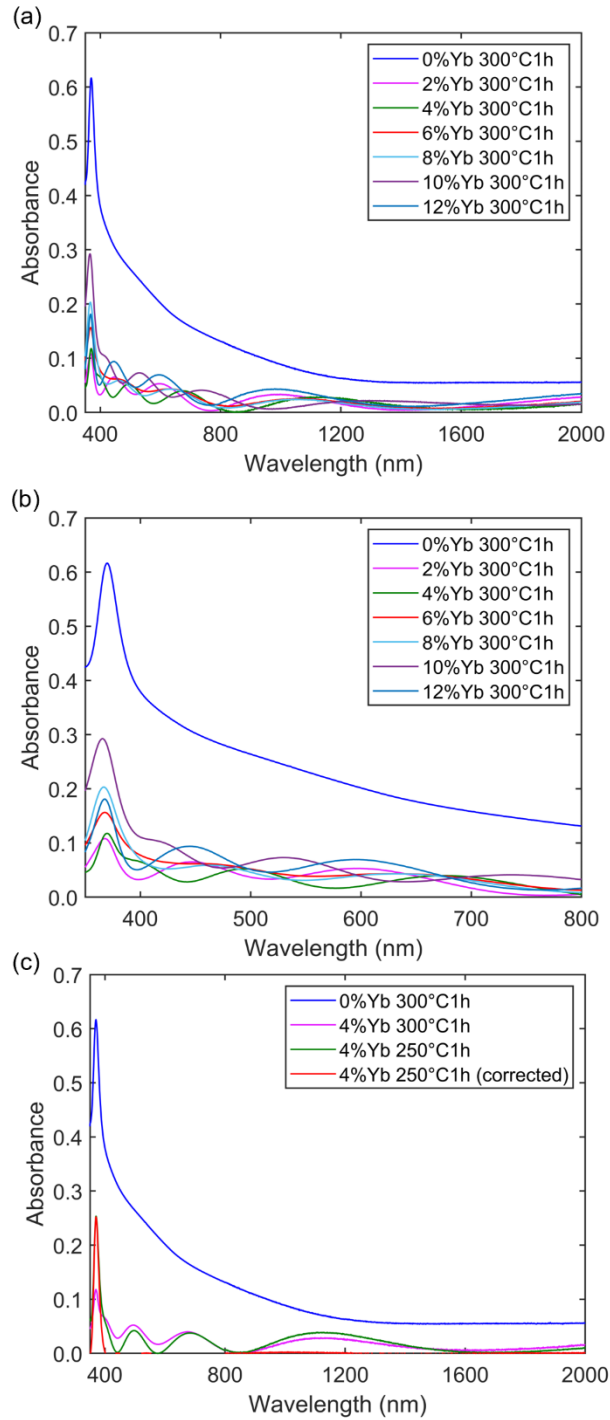 (a)
0.7
0.6
0.5
0.4
0.3
0.2
0.1
0.0
Absorbance
0%Yb 300°C1h
2%Yb 300°C1h
4%Yb 300°C1h
6%Yb 300°C1h
8%Yb 300°C1h
10%Yb 300°C1h
12%Yb 300°C1h
400 800 1200 1600 2000
Wavelength (nm)
(b)
0.7
0.6
0.5
0.4
0.3
0.2
0.1
0.0
Absorbance
0%Yb 300°C1h
2%Yb 300°C1h
4%Yb 300°C1h
6%Yb 300°C1h
8%Yb 300°C1h
10%Yb 300°C1h
12%Yb 300°C1h
400 500 600 700 800
Wavelength (nm)
(c)
0.7
0.6
0.5
0.4
0.3
0.2
0.1
0.0
Absorbance
0%Yb 300°C1h
4%Yb 300°C1h
4%Yb 250°C1h
4%Yb 250°C1h (corrected)
400 800 1200 1600 2000
Wavelength (nm)